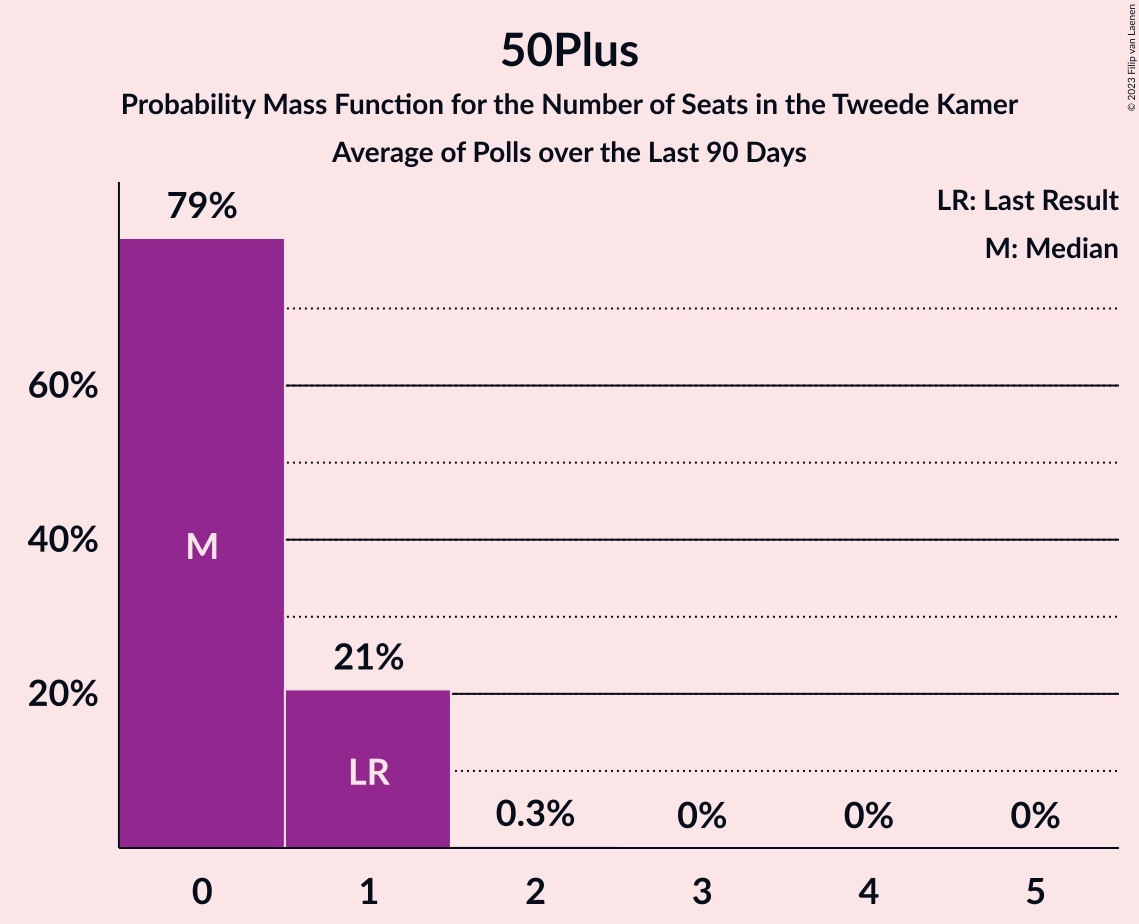 50Plus
Probability Mass Function for the Number of Seats in the Tweede Kamer
Average of Polls over the Last 90 Days
© 2023 Filip van Laenen
LR: Last Result
M: Median
79%
60%
40%
M
21%
20%
LR
0.3%
0%
0%
0%
0 1 2 3 4 5